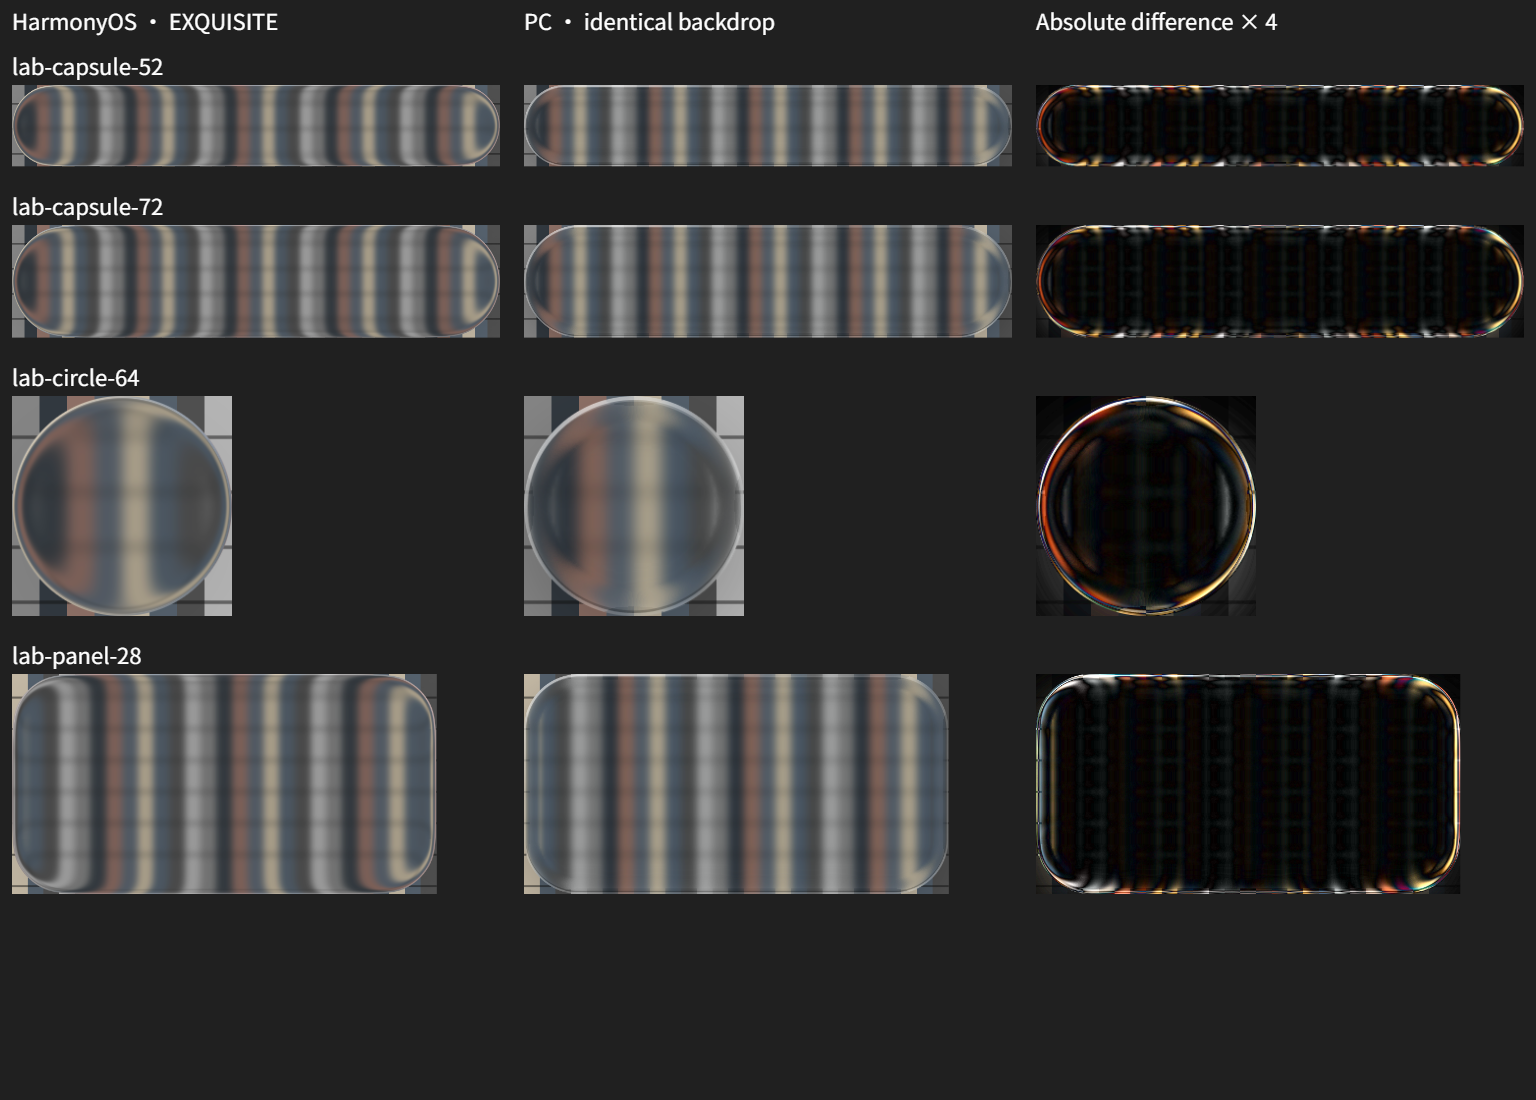 HarmonyOS • EXQUISITE
PC • identical backdrop
Absolute difference × 4
lab-capsule-52
lab-capsule-72
lab-circle-64
lab-panel-28